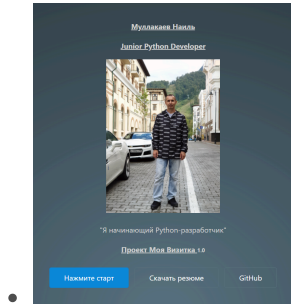 Муллакаев Наиль
Junior Python Developer
"Я начинающий Python-разработчик"
Проект Моя Визитка 1.0
Нажмите старт Скачать резюме GitHub